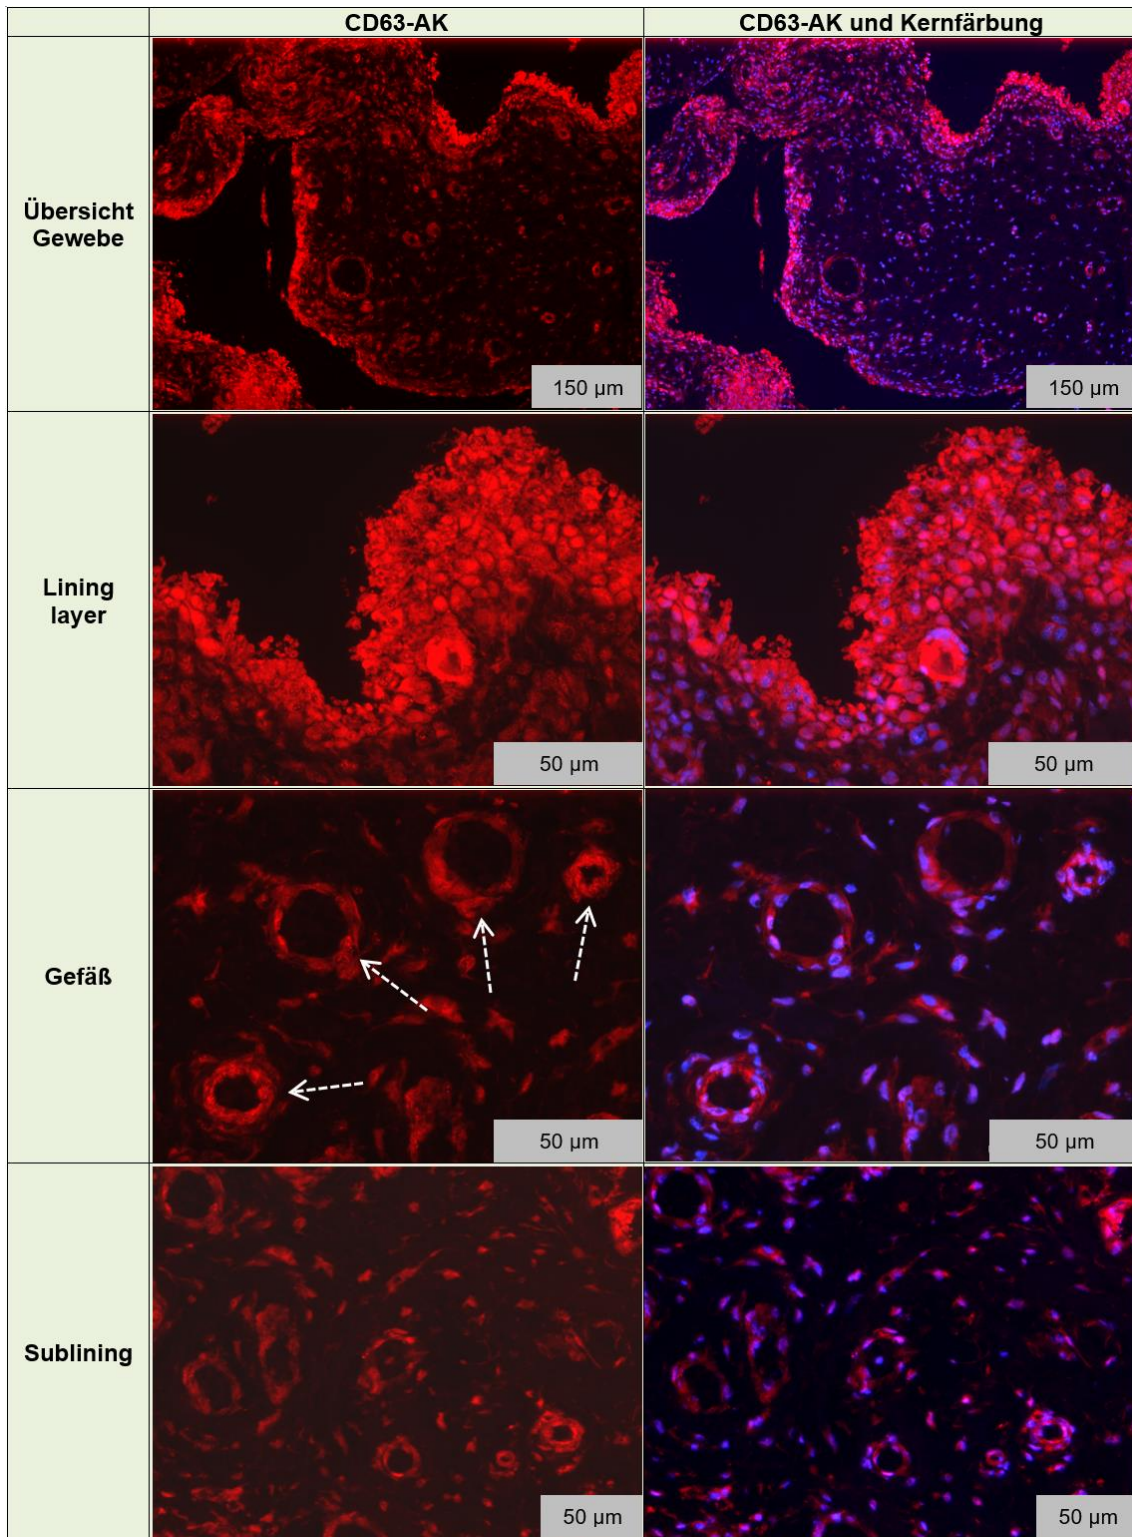 CD63-AK
CD63-AK und Kernfärbung
Übersicht
Gewebe
150 µm
150 µm
Lining
layer
50 µm
50 µm
Gefäß
50 µm
50 µm
Sublining
50 µm
50 µm